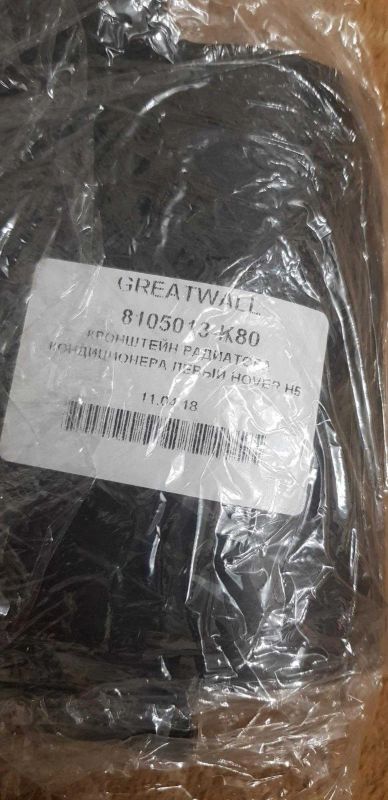 GREATWALL
8105013-K80
КРОНШТЕЙН РАДИАТОРА
КОНДИЦИОНЕРА ЛЕВЫЙ HOVER H5
11.04.18